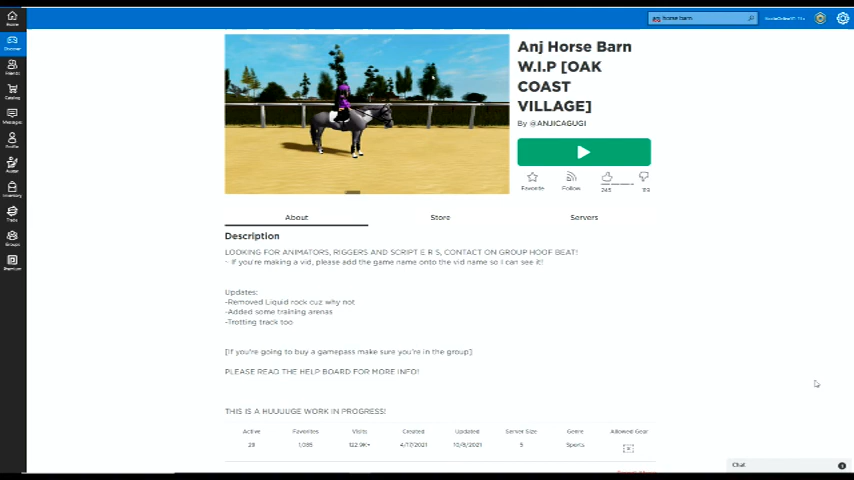 horse barn
Home
Discover
Friends
Catalog
Messages
Profile
Avatar
Inventory
Trade
Groups
Premium
Anj Horse Barn
W.I.P [OAK
COAST
VILLAGE]
By @ANJICAGUGI
Favorite
Follow
245
About
Store
Servers
Description
LOOKING FOR ANIMATORS, RIGGERS AND SCRIPT E R S, CONTACT ON GROUP HOOF BEAT!
- If you're making a vid, please add the game name onto the vid name so I can see it!
Updates:
-Removed Liquid rock cuz why not
-Added some training arenas
-Trotting track too
[If you're going to buy a gamepass make sure you're in the group]
PLEASE READ THE HELP BOARD FOR MORE INFO!
THIS IS A HUUUUGE WORK IN PROGRESS!
Active Favorites Visits Created Updated Server Size Genre Allowed Gear
122.9K+ 4/17/2021 10/8/2021 5 Sports
Chat